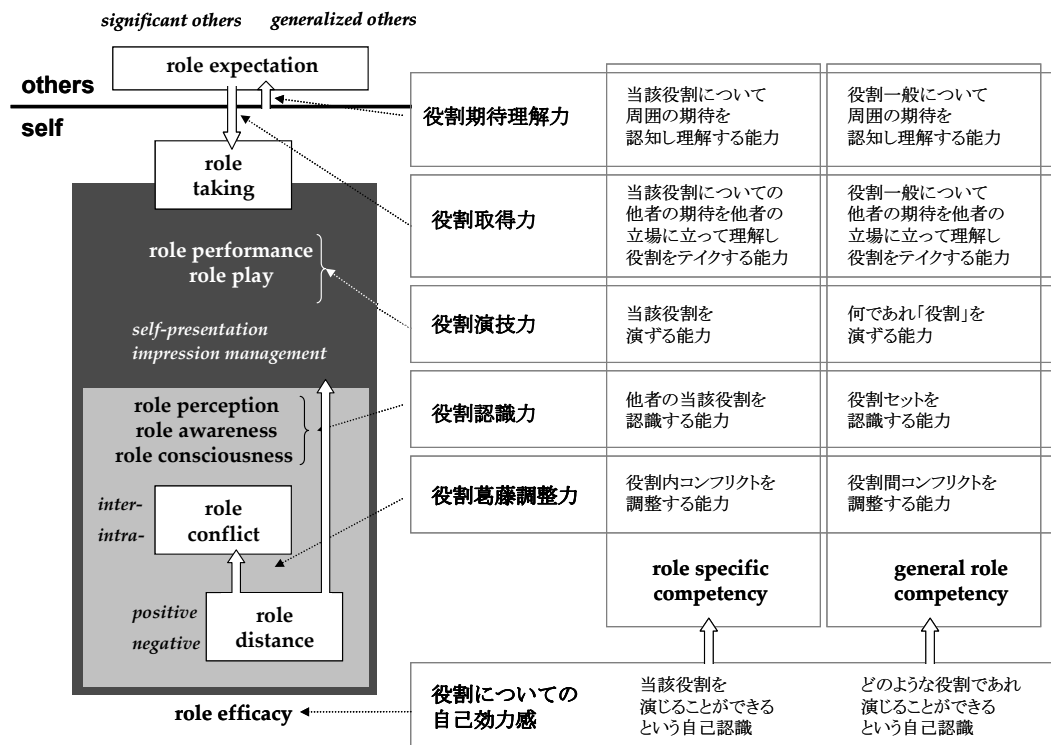 significant others
generalized others
role expectation
others
self
role
taking
role performance
role play
self-presentation
impression management
role perception
role awareness
role consciousness
inter-
intra-
role
conflict
positive
negative
role
distance
role efficacy
役割期待理解力
当該役割について
周囲の期待を
認知し理解する能力
役割一般について
周囲の期待を
認知し理解する能力
役割取得力
当該役割についての
他者の期待を他者の
立場に立って理解し
役割をテイクする能力
役割一般について
他者の期待を他者の
立場に立って理解し
役割をテイクする能力
役割演技力
当該役割を
演ずる能力
何であれ「役割」を
演ずる能力
役割認識力
他者の当該役割を
認識する能力
役割セットを
認識する能力
役割葛藤調整力
役割内コンフリクトを
調整する能力
役割間コンフリクトを
調整する能力
role specific
competency
general role
competency
役割についての
自己効力感
当該役割を
演じることができる
という自己認識
どのような役割であれ
演じることができる
という自己認識